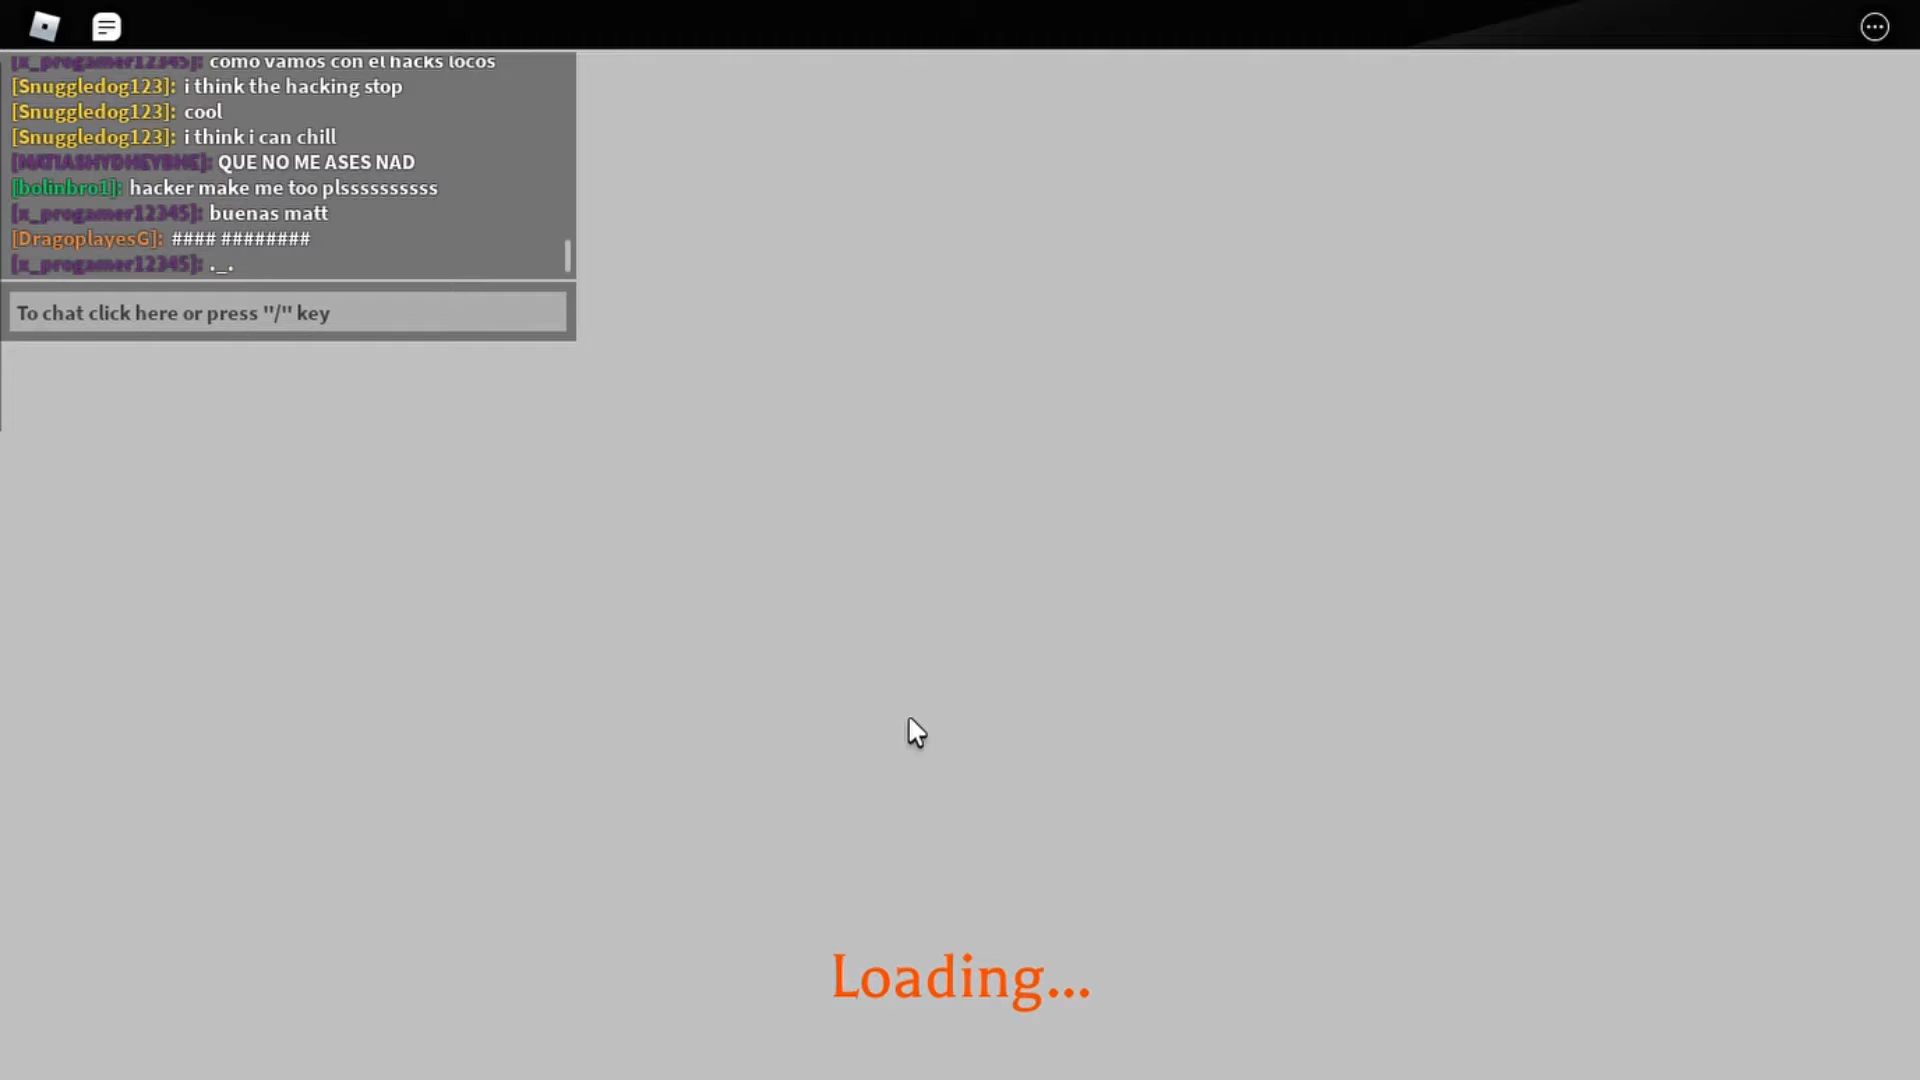 [x_progamer12345]: como vamos con el hacks locos
[Snuggledog123]: i think the hacking stop
[Snuggledog123]: cool
[Snuggledog123]: i think i can chill
[MATIASHYDHEYBHE]: QUE NO ME ASES NAD
[bolinbro1]: hacker make me too plssssssssss
[x_progamer12345]: buenas matt
[DragoplayesG]: #### ########
[x_progamer12345]: ._.
To chat click here or press "/" key
Loading...